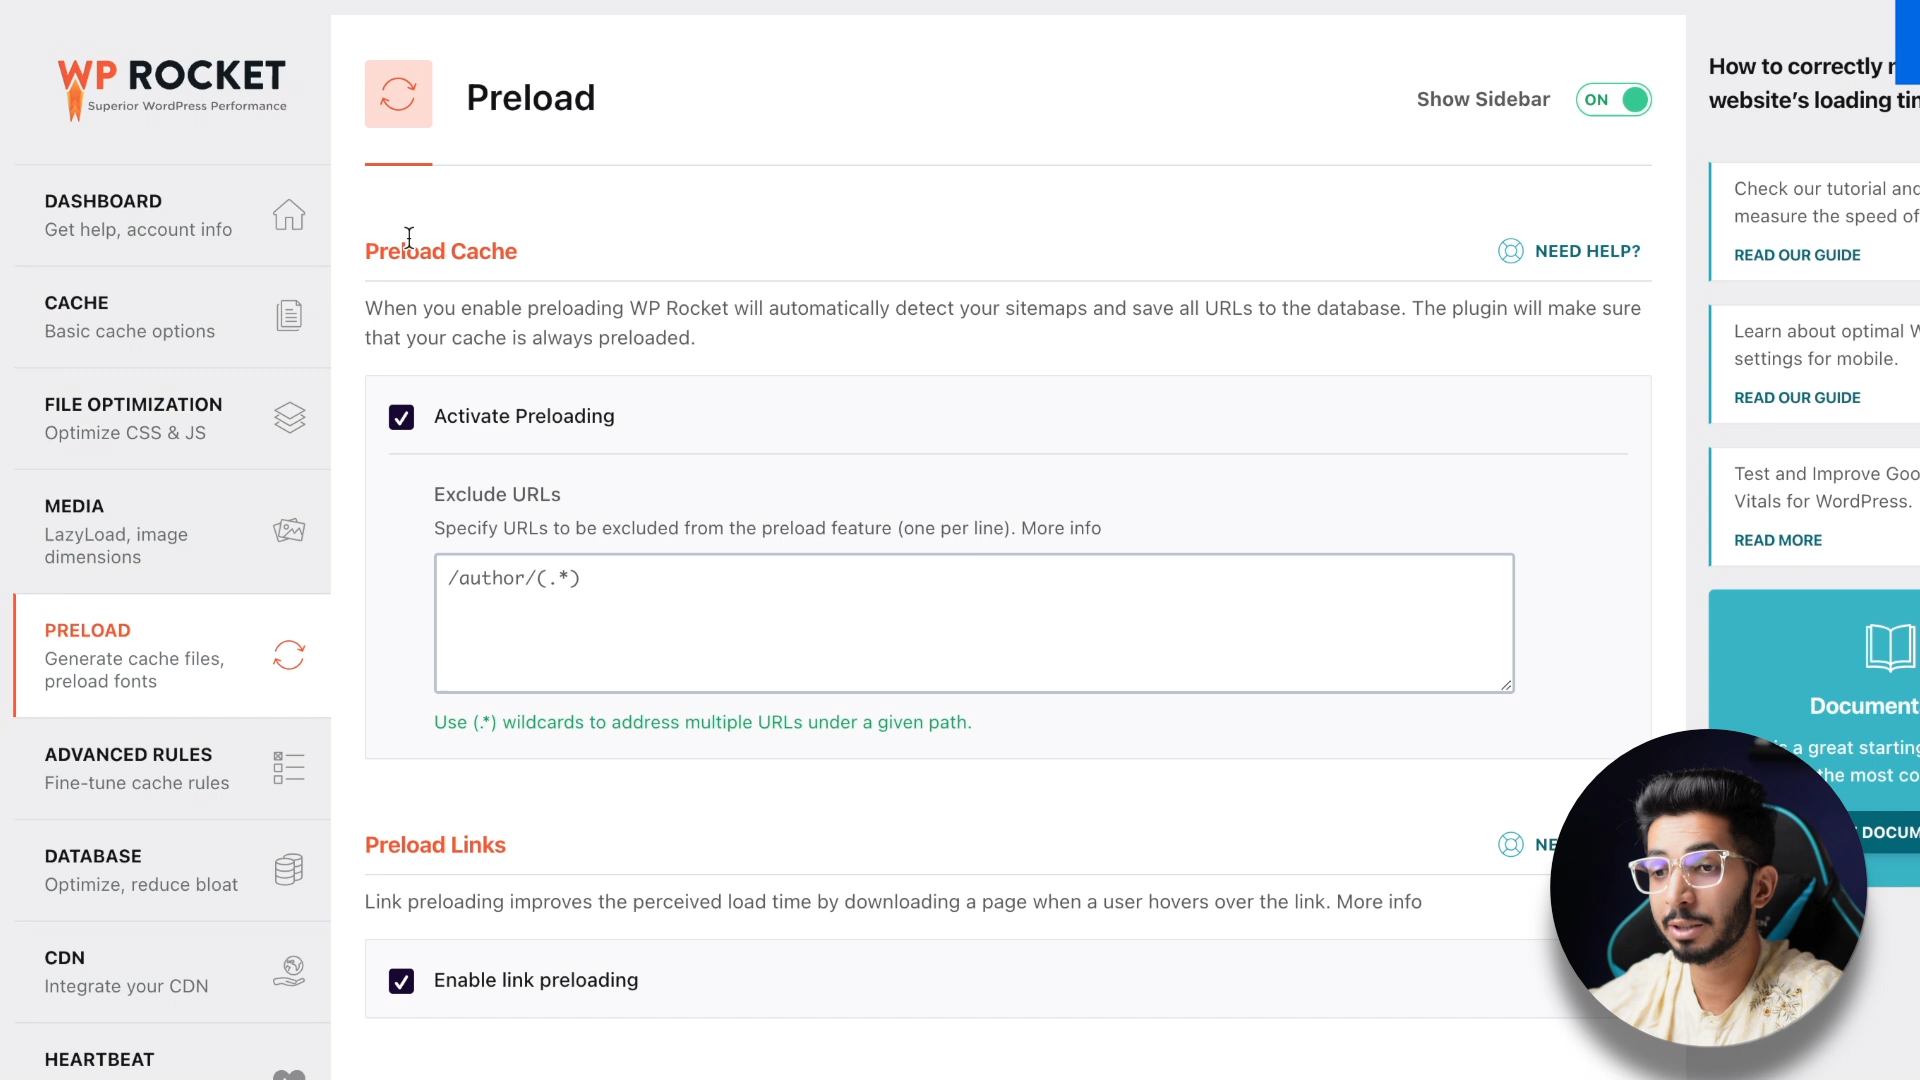 WP ROCKET
Superior WordPress Performance
DASHBOARD
Get help, account info
CACHE
Basic cache options
FILE OPTIMIZATION
Optimize CSS & JS
MEDIA
LazyLoad, image
dimensions
PRELOAD
Generate cache files,
preload fonts
ADVANCED RULES
Fine-tune cache rules
DATABASE
Optimize, reduce bloat
CDN
Integrate your CDN
HEARTBEAT
Preload
Show Sidebar
ON
Preload Cache
NEED HELP?
When you enable preloading WP Rocket will automatically detect your sitemaps and save all URLs to the database. The plugin will make sure
that your cache is always preloaded.
Activate Preloading
Exclude URLs
Specify URLs to be excluded from the preload feature (one per line). More info
/author/(.*)
Use (.*) wildcards to address multiple URLs under a given path.
Preload Links
Link preloading improves the perceived load time by downloading a page when a user hovers over the link. More info
Enable link preloading
How to correctly
website's loading
Check our tutorial and
measure the speed of
READ OUR GUIDE
Learn about optimal
settings for mobile.
READ OUR GUIDE
Test and Improve
Vitals for WordPress.
READ MORE
a great starting
the most